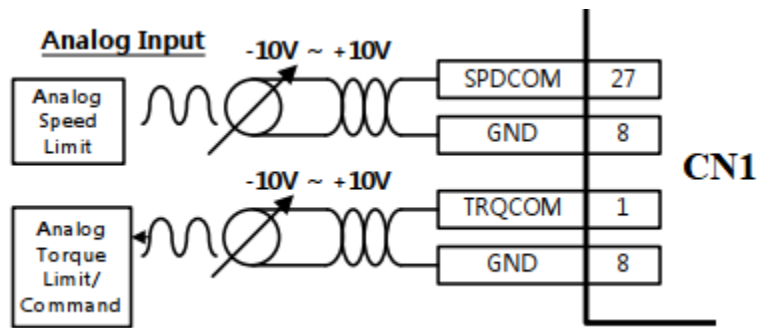 Analog Input
-10V ~ +10V
Analog
Speed
Limit
SPDCOM 27
GND 8
CN1
-10V ~ +10V
Analog
Torque
Limit/
Command
TRQCOM 1
GND 8